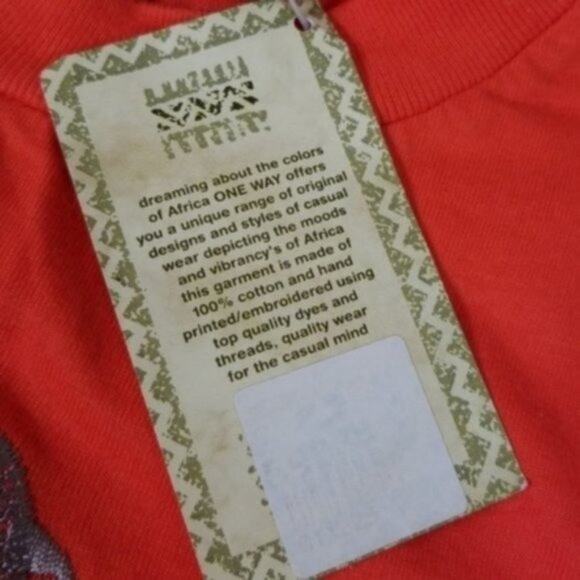 dreaming about the colors
of Africa ONE WAY offers
you a unique range of original
designs and styles of casual
wear depicting the moods
and vibrancy's of Africa
this garment is made of
100% cotton and hand
printed/embroidered using
top quality dyes and
threads, quality wear
for the casual mind